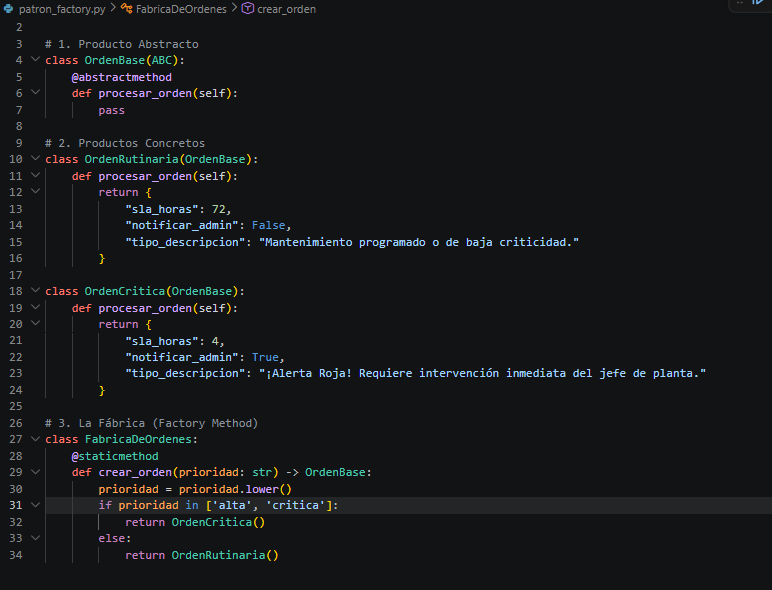 patron_factory.py > FabricaDeOrdenes > crear_orden
2
3 # 1. Producto Abstracto
4 class OrdenBase(ABC):
5     @abstractmethod
6     def procesar_orden(self):
7         pass
8
9 # 2. Productos Concretos
10 class OrdenRutinaria(OrdenBase):
11     def procesar_orden(self):
12         return {
13             "sla_horas": 72,
14             "notificar_admin": False,
15             "tipo_descripcion": "Mantenimiento programado o de baja criticidad."
16         }
17
18 class OrdenCritica(OrdenBase):
19     def procesar_orden(self):
20         return {
21             "sla_horas": 4,
22             "notificar_admin": True,
23             "tipo_descripcion": "¡Alerta Roja! Requiere intervención inmediata del jefe de planta."
24         }
25
26 # 3. La Fábrica (Factory Method)
27 class FabricaDeOrdenes:
28     @staticmethod
29     def crear_orden(prioridad: str) -> OrdenBase:
30         prioridad = prioridad.lower()
31         if prioridad in ['alta', 'critica']:
32             return OrdenCritica()
33         else:
34             return OrdenRutinaria()